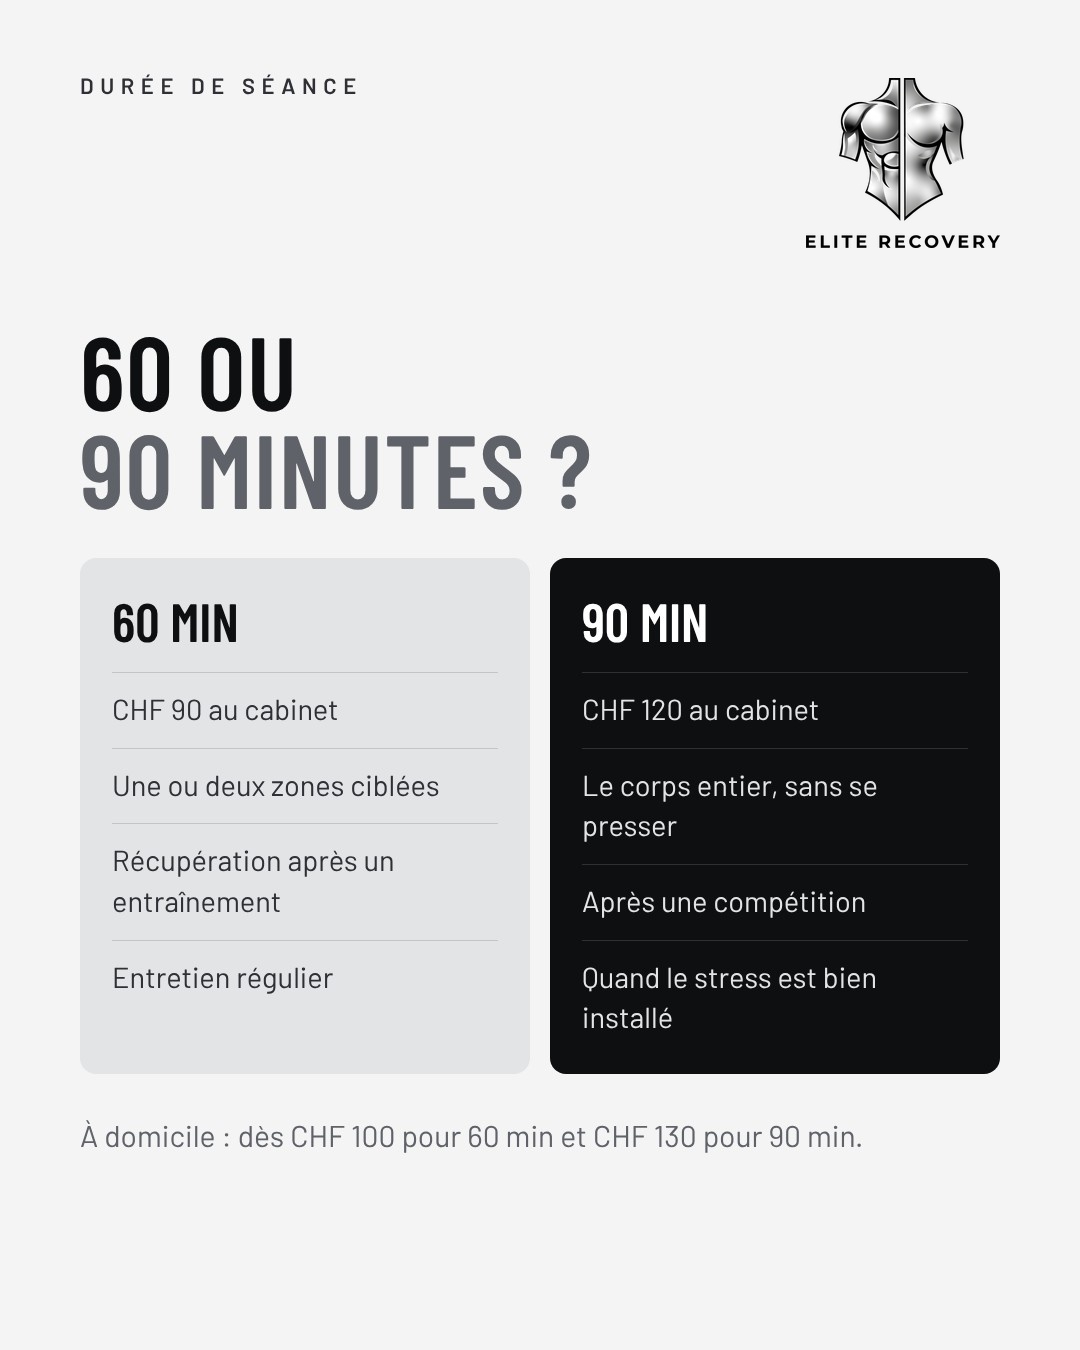 DURÉE DE SÉANCE
ELITE RECOVERY
60 OU
90 MINUTES ?
60 MIN
CHF 90 au cabinet
Une ou deux zones ciblées
Récupération après un
entraînement
Entretien régulier
90 MIN
CHF 120 au cabinet
Le corps entier, sans se
presser
Après une compétition
Quand le stress est bien
installé
À domicile : dès CHF 100 pour 60 min et CHF 130 pour 90 min.